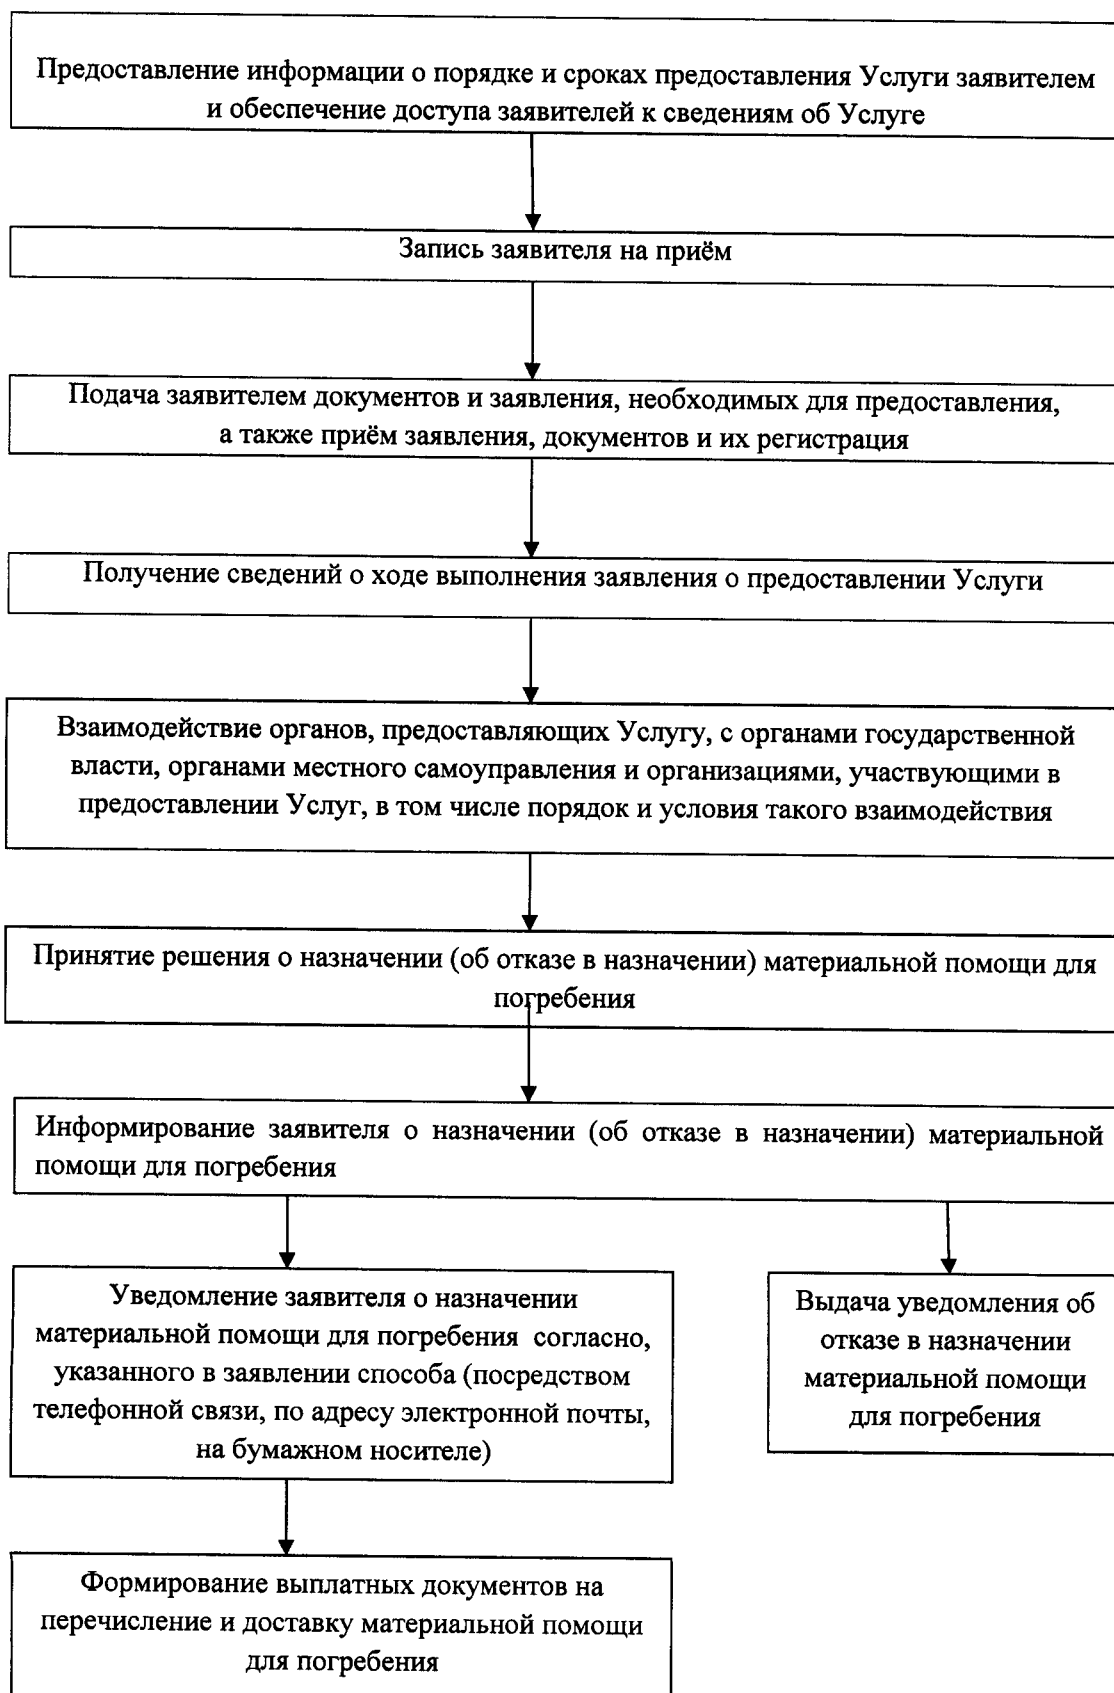 Предоставление информации о порядке и сроках предоставления Услуги заявителем
и обеспечение доступа заявителей к сведениям об Услуге
Запись заявителя на приём
Подача заявителем документов и заявления, необходимых для предоставления,
а также приём заявления, документов и их регистрация
Получение сведений о ходе выполнения заявления о предоставлении Услуги
Взаимодействие органов, предоставляющих Услугу, с органами государственной
власти, органами местного самоуправления и организациями, участвующими в
предоставлении Услуг, в том числе порядок и условия такого взаимодействия
Принятие решения о назначении (об отказе в назначении) материальной помощи для
погребения
Информирование заявителя о назначении (об отказе в назначении) материальной
помощи для погребения
Уведомление заявителя о назначении
материальной помощи для погребения согласно,
указанного в заявлении способа (посредством
телефонной связи, по адресу электронной почты,
на бумажном носителе)
Выдача уведомления об
отказе в назначении
материальной помощи
для погребения
Формирование выплатных документов на
перечисление и доставку материальной помощи
для погребения